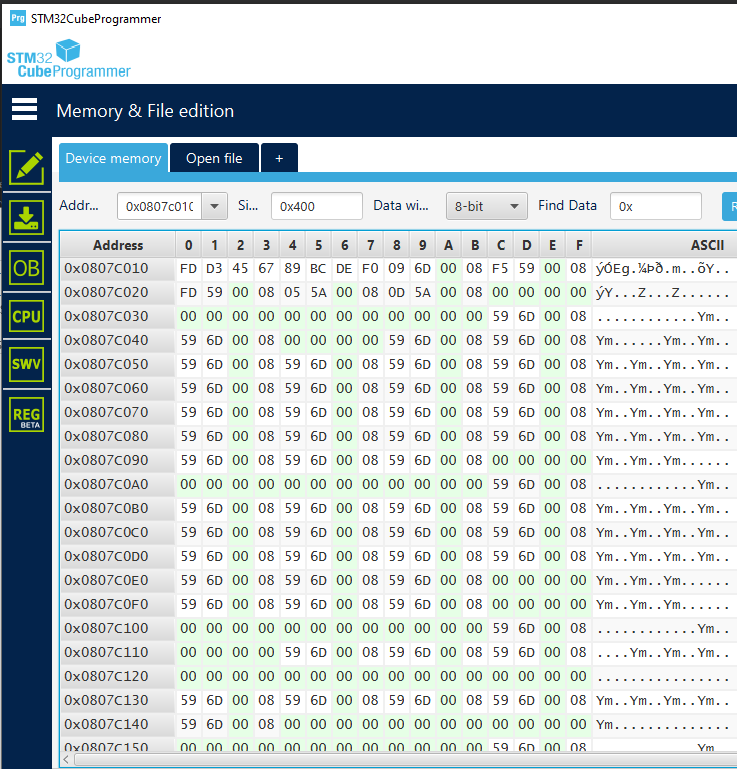 Prg STM32CubeProgrammer
STM32
CubeProgrammer
Memory & File edition
Device memory Open file +
Addr... 0x0807c010 Si... 0x400 Data wi... 8-bit Find Data 0x R
Address 0 1 2 3 4 5 6 7 8 9 A B C D E F ASCII
0x0807C010 FD D3 45 67 89 BC DE F0 09 6D 00 08 F5 59 00 08 ýÓEg.¼Þð.m..õY..
0x0807C020 FD 59 00 08 05 5A 00 08 0D 5A 00 08 00 00 00 00 ýY...Z...Z......
0x0807C030 00 00 00 00 00 00 00 00 00 00 00 00 59 6D 00 08 ............Ym..
0x0807C040 59 6D 00 08 00 00 00 00 59 6D 00 08 59 6D 00 08 Ym......Ym..Ym..
0x0807C050 59 6D 00 08 59 6D 00 08 59 6D 00 08 59 6D 00 08 Ym..Ym..Ym..Ym..
0x0807C060 59 6D 00 08 59 6D 00 08 59 6D 00 08 59 6D 00 08 Ym..Ym..Ym..Ym..
0x0807C070 59 6D 00 08 59 6D 00 08 59 6D 00 08 59 6D 00 08 Ym..Ym..Ym..Ym..
0x0807C080 59 6D 00 08 59 6D 00 08 59 6D 00 08 59 6D 00 08 Ym..Ym..Ym..Ym..
0x0807C090 59 6D 00 08 59 6D 00 08 59 6D 00 08 00 00 00 00 Ym..Ym..Ym......
0x0807C0A0 00 00 00 00 00 00 00 00 00 00 00 00 59 6D 00 08 ............Ym..
0x0807C0B0 59 6D 00 08 59 6D 00 08 59 6D 00 08 59 6D 00 08 Ym..Ym..Ym..Ym..
0x0807C0C0 59 6D 00 08 59 6D 00 08 59 6D 00 08 59 6D 00 08 Ym..Ym..Ym..Ym..
0x0807C0D0 59 6D 00 08 59 6D 00 08 59 6D 00 08 59 6D 00 08 Ym..Ym..Ym..Ym..
0x0807C0E0 59 6D 00 08 59 6D 00 08 59 6D 00 08 00 00 00 00 Ym..Ym..Ym......
0x0807C0F0 59 6D 00 08 59 6D 00 08 59 6D 00 08 00 00 00 00 Ym..Ym..Ym......
0x0807C100 00 00 00 00 00 00 00 00 00 00 00 00 59 6D 00 08 ............Ym..
0x0807C110 00 00 00 00 59 6D 00 08 59 6D 00 08 59 6D 00 08 ....Ym..Ym..Ym..
0x0807C120 00 00 00 00 00 00 00 00 00 00 00 00 00 00 00 00 ................
0x0807C130 59 6D 00 08 59 6D 00 08 59 6D 00 08 59 6D 00 08 Ym..Ym..Ym..Ym..
0x0807C140 59 6D 00 08 00 00 00 00 00 00 00 00 00 00 00 00 Ym..............
0x0807C150 00 00 00 00 00 00 00 00 00 00 00 00 59 6D 00 08 ............Ym..
OB
CPU
SWV
REG
BETA